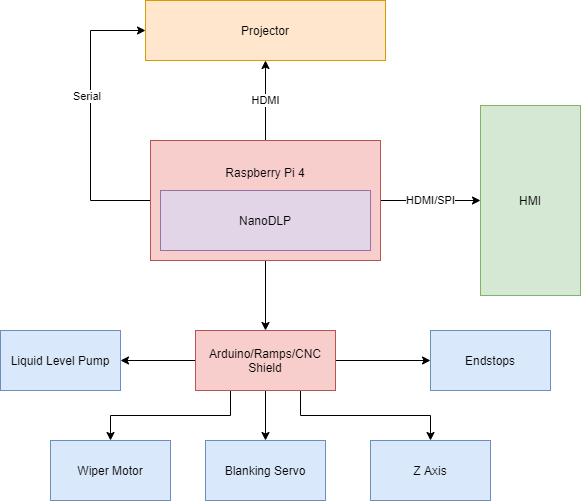 Projector
Serial
HDMI
Raspberry Pi 4
HDMI/SPI
HMI
NanoDLP
Liquid Level Pump
Arduino/Ramps/CNC
Shield
Endstops
Wiper Motor
Blanking Servo
Z Axis